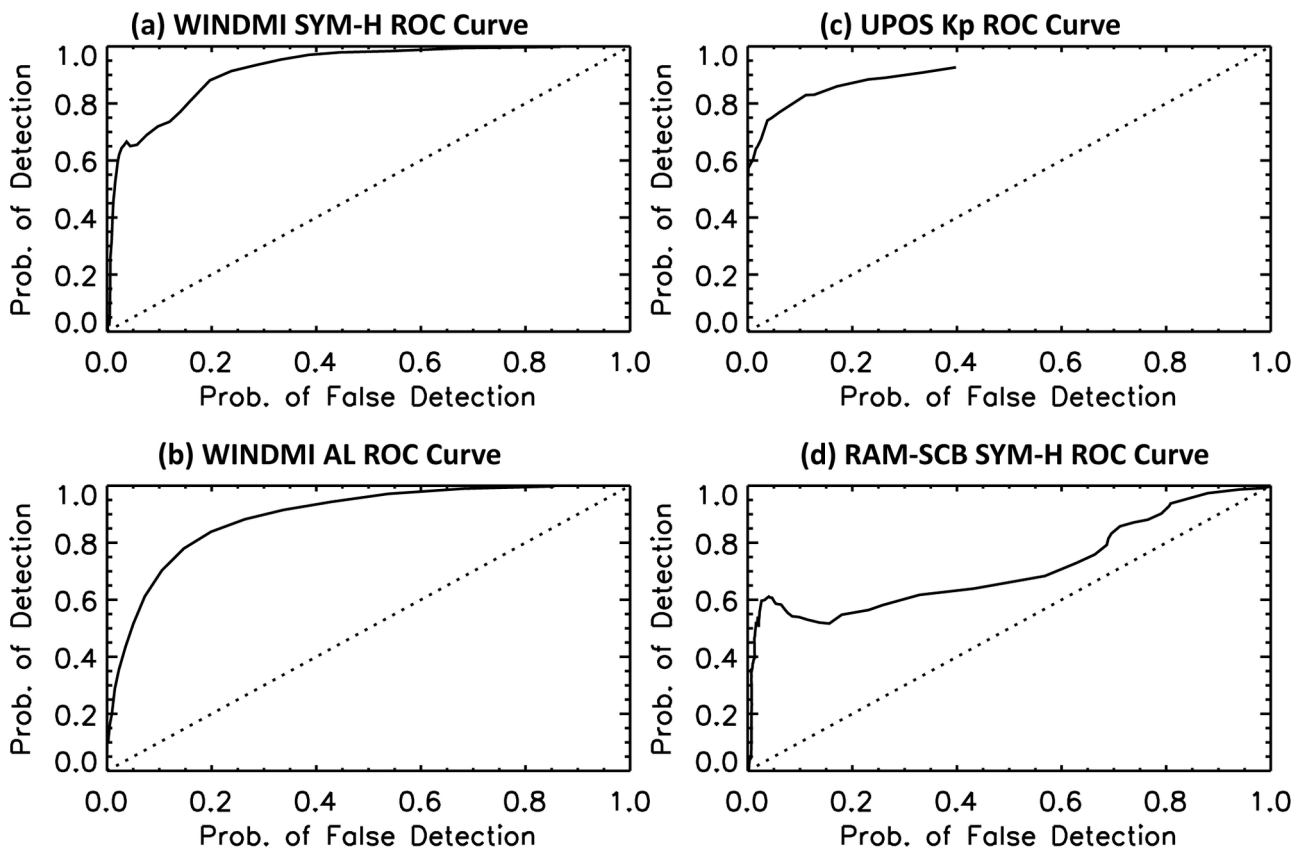 (a) WINDMI SYM-H ROC Curve
1.0
0.8
0.6
0.4
0.2
0.0
Prob. of Detection
0.0 0.2 0.4 0.6 0.8 1.0
Prob. of False Detection
(c) UPOS Kp ROC Curve
1.0
0.8
0.6
0.4
0.2
0.0
Prob. of Detection
0.0 0.2 0.4 0.6 0.8 1.0
Prob. of False Detection
(b) WINDMI AL ROC Curve
1.0
0.8
0.6
0.4
0.2
0.0
Prob. of Detection
0.0 0.2 0.4 0.6 0.8 1.0
Prob. of False Detection
(d) RAM-SCB SYM-H ROC Curve
1.0
0.8
0.6
0.4
0.2
0.0
Prob. of Detection
0.0 0.2 0.4 0.6 0.8 1.0
Prob. of False Detection